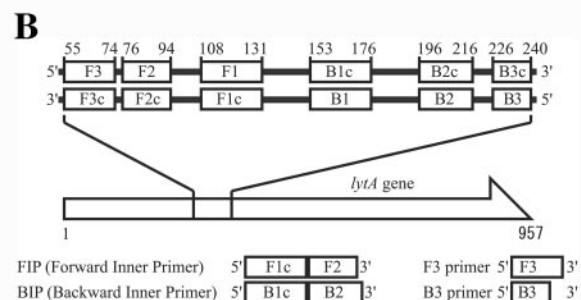 B
55 74 76 94 108 131 153 176 196 216 226 240
5' F3 F2 F1 B1c B2c B3c 3'
3' F3c F2c F1c B1 B2 B3 5'
lytA gene
1 957
FIP (Forward Inner Primer) 5' F1c F2 3' F3 primer 5' F3 3'
BIP (Backward Inner Primer) 5' B1c B2 3' B3 primer 5' B3 3'